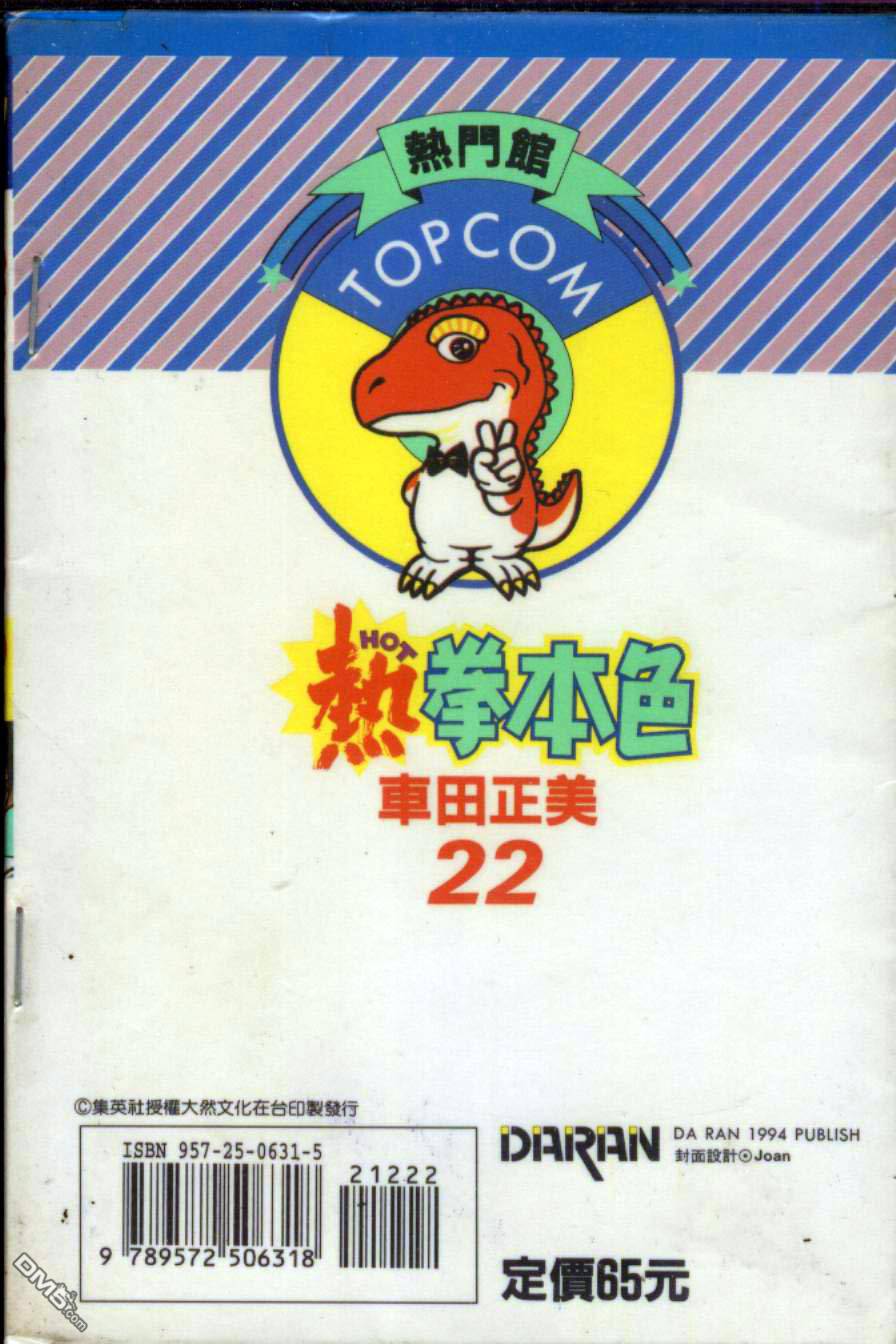 熱門館
TOPCOM
HOT
熱拳本色
車田正美
22
©集英社授權大然文化在台印製發行
ISBN 957-25-0631-5
21222
9 789572 506318
DARAN
DA RAN 1994 PUBLISH
封面設計⊙Joan
定價65元
DM5.com